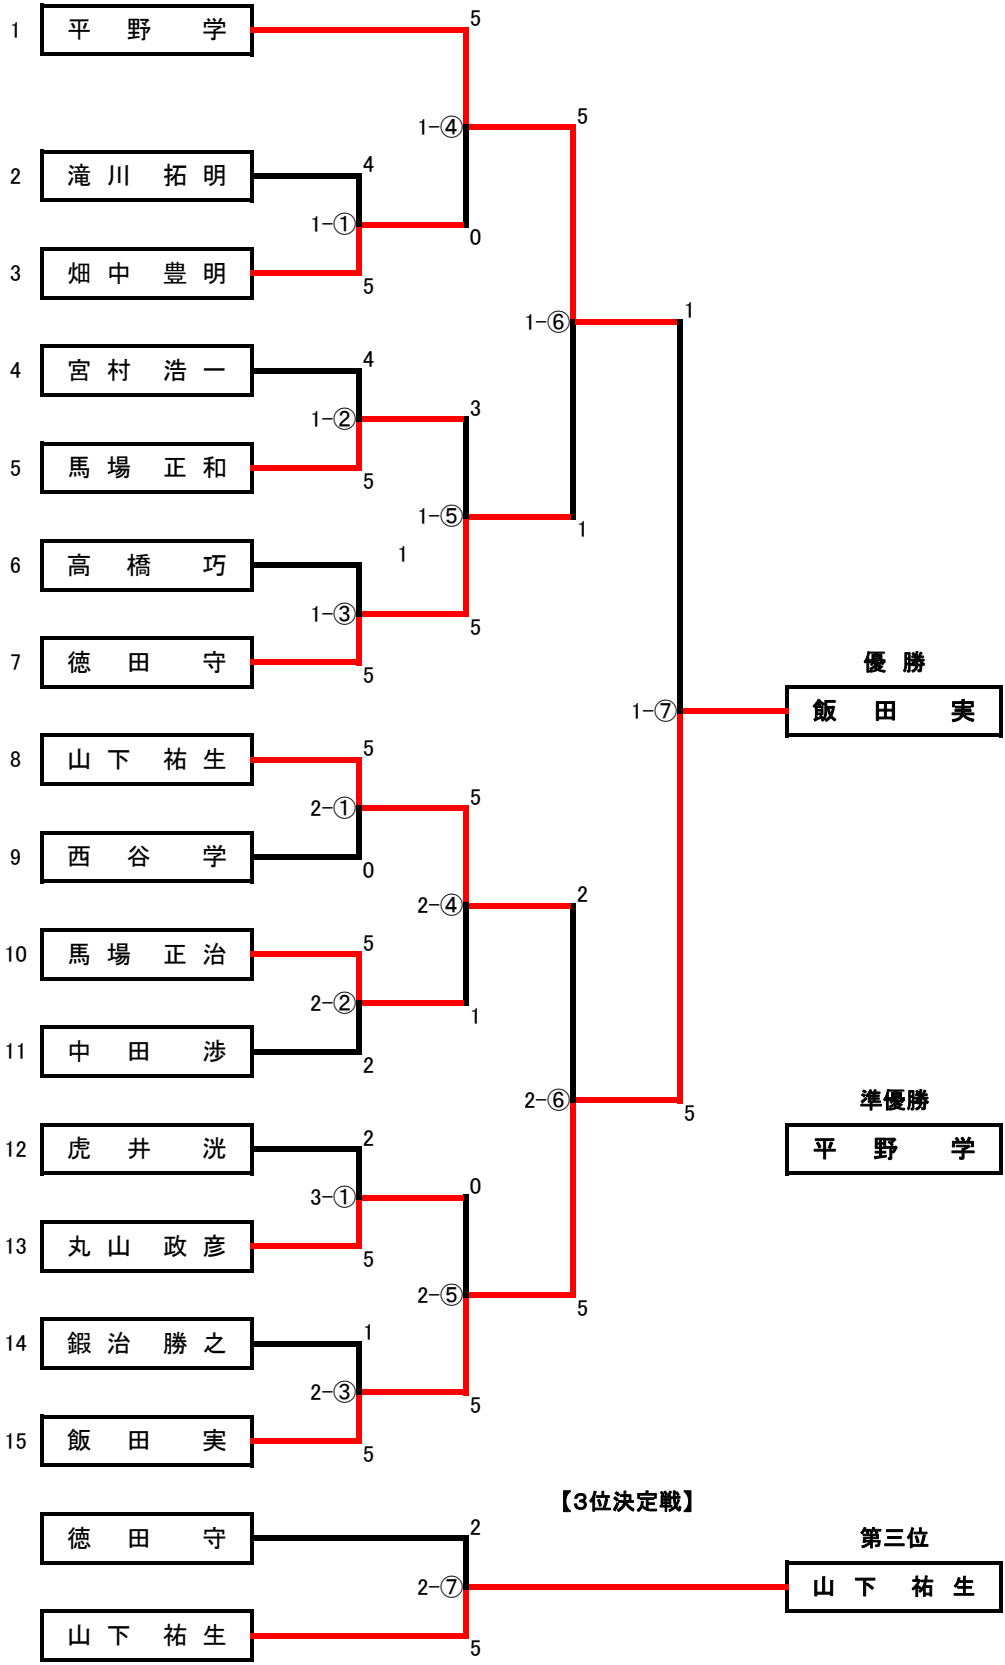 5
1 平野 学
5
1-④
4
2 滝川 拓明
1-①
0
3 畑中 豊明
5
1
1-⑥
4
4 宮村 浩一
3
1-②
5 馬場 正和
5
1-⑤
1
1
6 高橋 巧
1-③
5
7 徳田 守
5
優 勝
1-⑦
飯田 実
5
8 山下 祐生
5
2-①
9 西谷 学
0
2
2-④
5
10 馬場 正治
2-②
1
11 中田 渉
2
準優勝
2-⑥
5
平野 学
2
12 虎井 洸
0
3-①
13 丸山 政彦
5
2-⑤
5
1
14 鍜治 勝之
2-③
5
15 飯田 実
5
【3位決定戦】
2
徳田 守
第三位
2-⑦
山下 祐生
山下 祐生
5